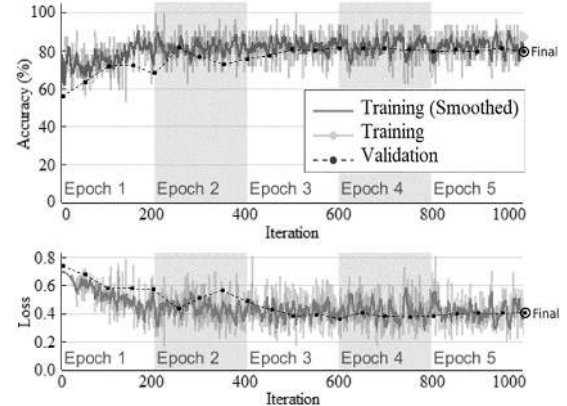 100
80
60
40
20
0
Accuracy (%)
Final
Training (Smoothed)
Training
Validation
Epoch 1 Epoch 2 Epoch 3 Epoch 4 Epoch 5
0 200 400 600 800 1000
Iteration
0.8
0.6
0.4
0.2
0.0
Loss
Final
Epoch 1 Epoch 2 Epoch 3 Epoch 4 Epoch 5
0 200 400 600 800 1000
Iteration